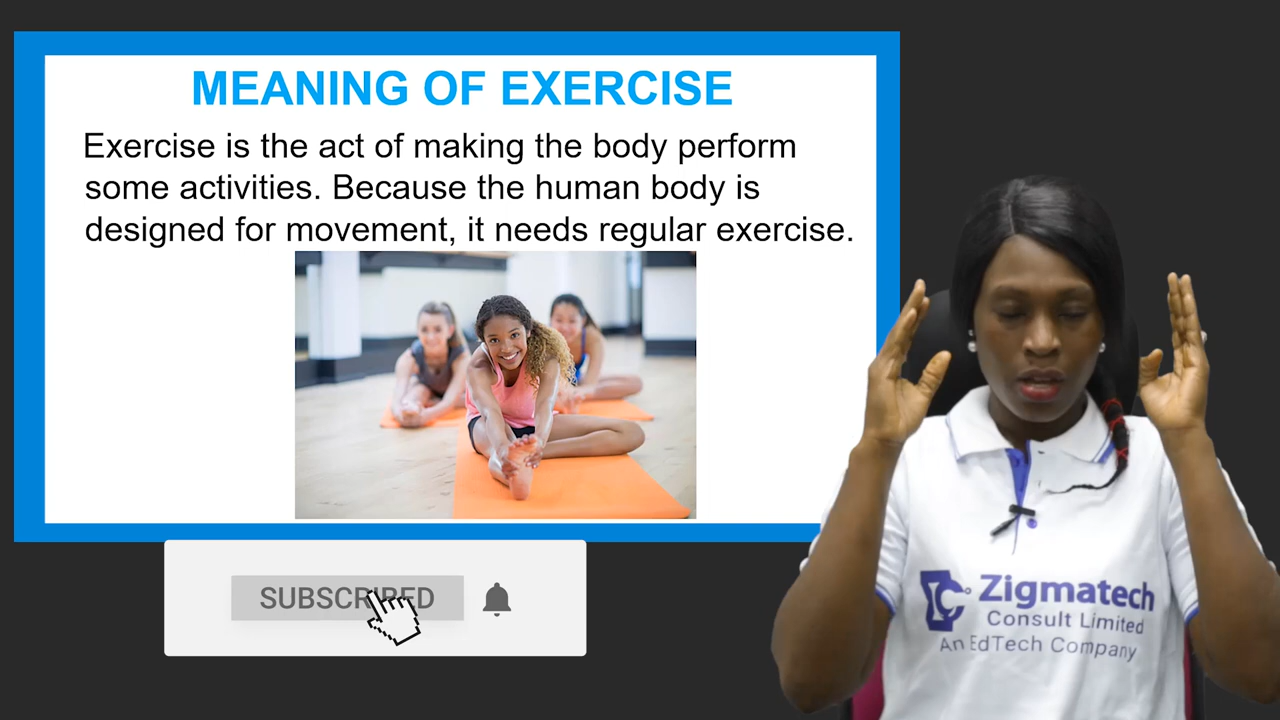 MEANING OF EXERCISE
Exercise is the act of making the body perform
some activities. Because the human body is
designed for movement, it needs regular exercise.
SUBSCRIBED
Zigmatech
Consult Limited
An EdTech Company